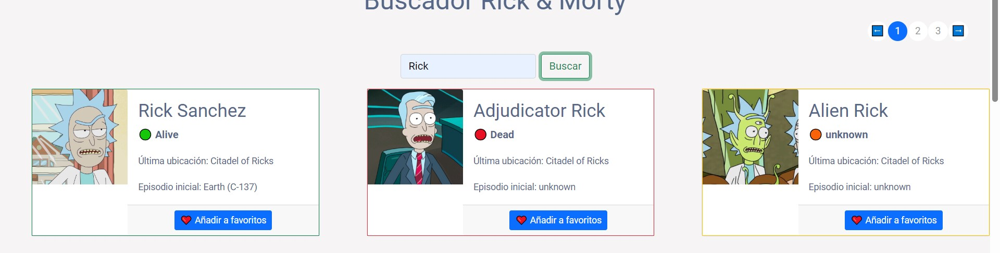 Buscador Rick & Morty
← 1 2 3 →
Rick Buscar
Rick Sanchez
Alive
Última ubicación: Citadel of Ricks
Episodio inicial: Earth (C-137)
Añadir a favoritos
Adjudicator Rick
Dead
Última ubicación: Citadel of Ricks
Episodio inicial: unknown
Añadir a favoritos
Alien Rick
unknown
Última ubicación: Citadel of Ricks
Episodio inicial: unknown
Añadir a favoritos